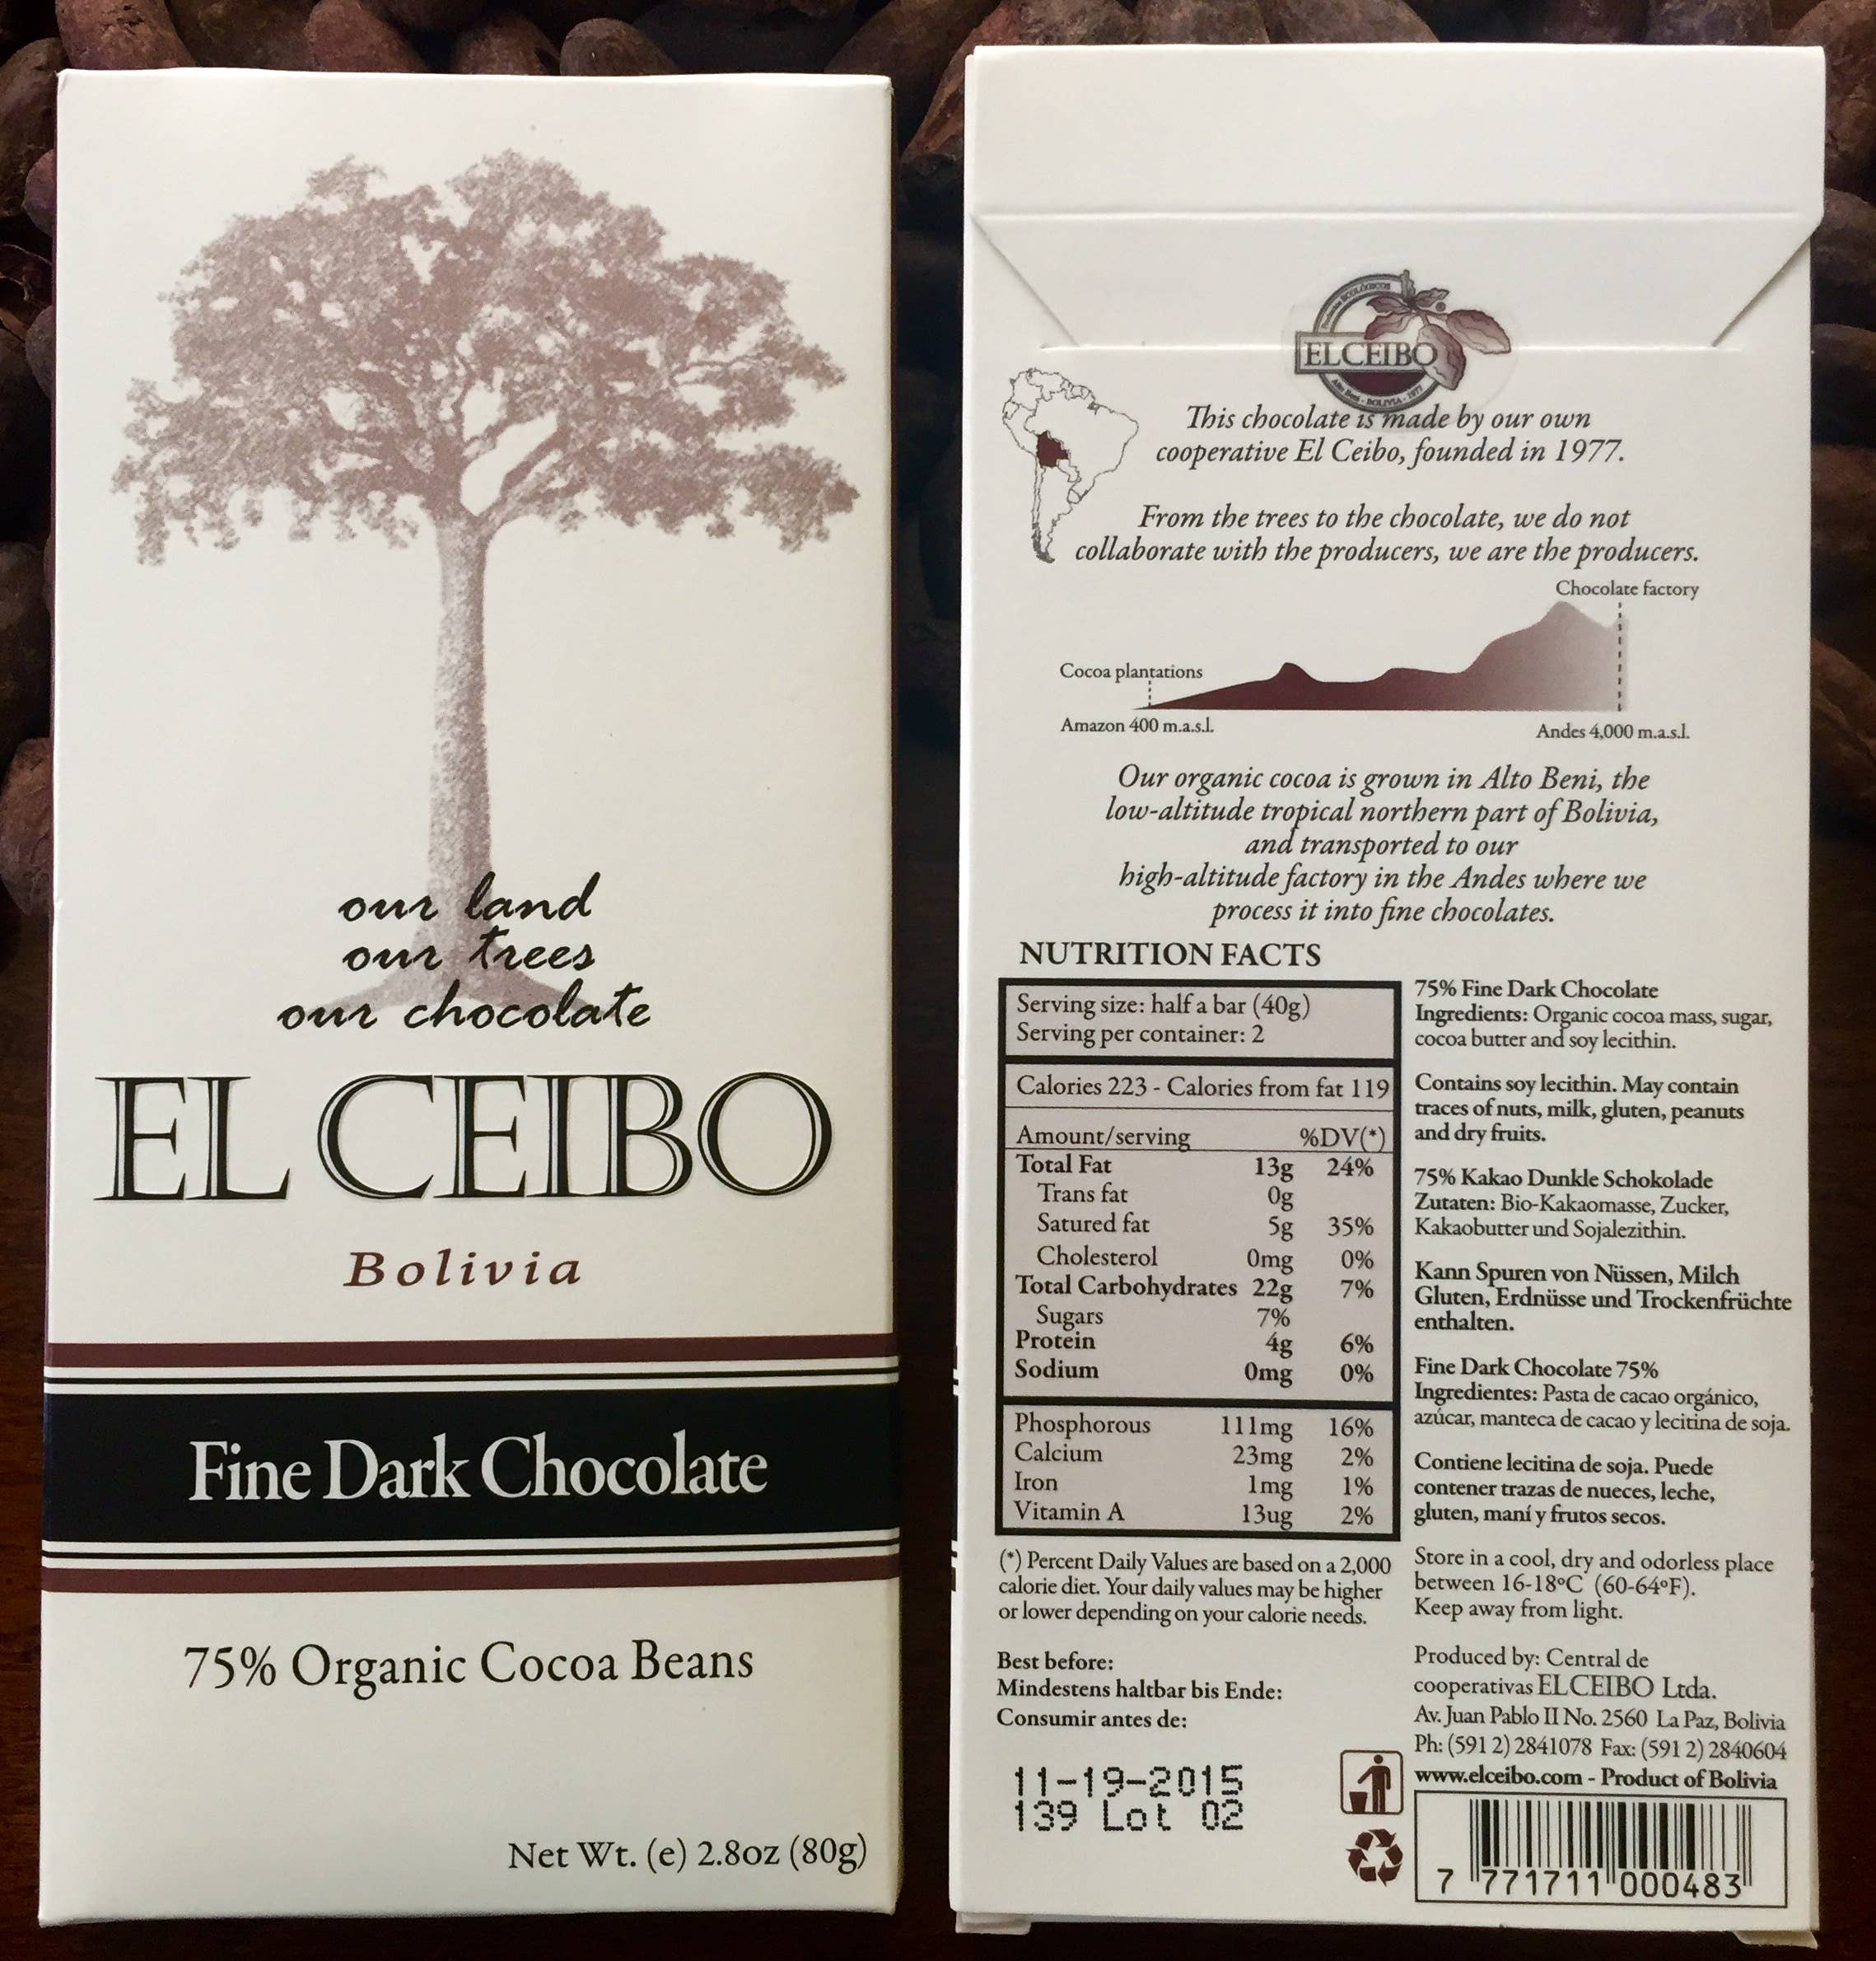 our land
our trees
our chocolate
EL CEIBO
Bolivia
Fine Dark Chocolate
75% Organic Cocoa Beans
Net Wt. (e) 2.8oz (80g)
ECOLÓGICOS
EL CEIBO
Alto Beni - BOLIVIA - 1977
This chocolate is made by our own
cooperative El Ceibo, founded in 1977.
From the trees to the chocolate, we do not
collaborate with the producers, we are the producers.
Chocolate factory
Cocoa plantations
Amazon 400 m.a.s.l.
Andes 4,000 m.a.s.l.
Our organic cocoa is grown in Alto Beni, the
low-altitude tropical northern part of Bolivia,
and transported to our
high-altitude factory in the Andes where we
process it into fine chocolates.
NUTRITION FACTS
Serving size: half a bar (40g)
Serving per container: 2
Calories 223 - Calories from fat 119
Amount/serving %DV(*)
Total Fat 13g 24%
Trans fat 0g
Satured fat 5g 35%
Cholesterol 0mg 0%
Total Carbohydrates 22g 7%
Sugars 7%
Protein 4g 6%
Sodium 0mg 0%
Phosphorous 111mg 16%
Calcium 23mg 2%
Iron 1mg 1%
Vitamin A 13ug 2%
(*) Percent Daily Values are based on a 2,000
calorie diet. Your daily values may be higher
or lower depending on your calorie needs.
Best before:
Mindestens haltbar bis Ende:
Consumir antes de:
11-19-2015
139 Lot 02
75% Fine Dark Chocolate
Ingredients: Organic cocoa mass, sugar,
cocoa butter and soy lecithin.
Contains soy lecithin. May contain
traces of nuts, milk, gluten, peanuts
and dry fruits.
75% Kakao Dunkle Schokolade
Zutaten: Bio-Kakaomasse, Zucker,
Kakaobutter und Sojalezithin.
Kann Spuren von Nüssen, Milch
Gluten, Erdnüsse und Trockenfrüchte
enthalten.
Fine Dark Chocolate 75%
Ingredientes: Pasta de cacao orgánico,
azúcar, manteca de cacao y lecitina de soja.
Contiene lecitina de soja. Puede
contener trazas de nueces, leche,
gluten, maní y frutos secos.
Store in a cool, dry and odorless place
between 16-18ºC (60-64ºF).
Keep away from light.
Produced by: Central de
cooperativas EL CEIBO Ltda.
Av. Juan Pablo II No. 2560 La Paz, Bolivia
Ph: (591 2) 2841078 Fax: (591 2) 2840604
www.elceibo.com - Product of Bolivia
7 771711 000483